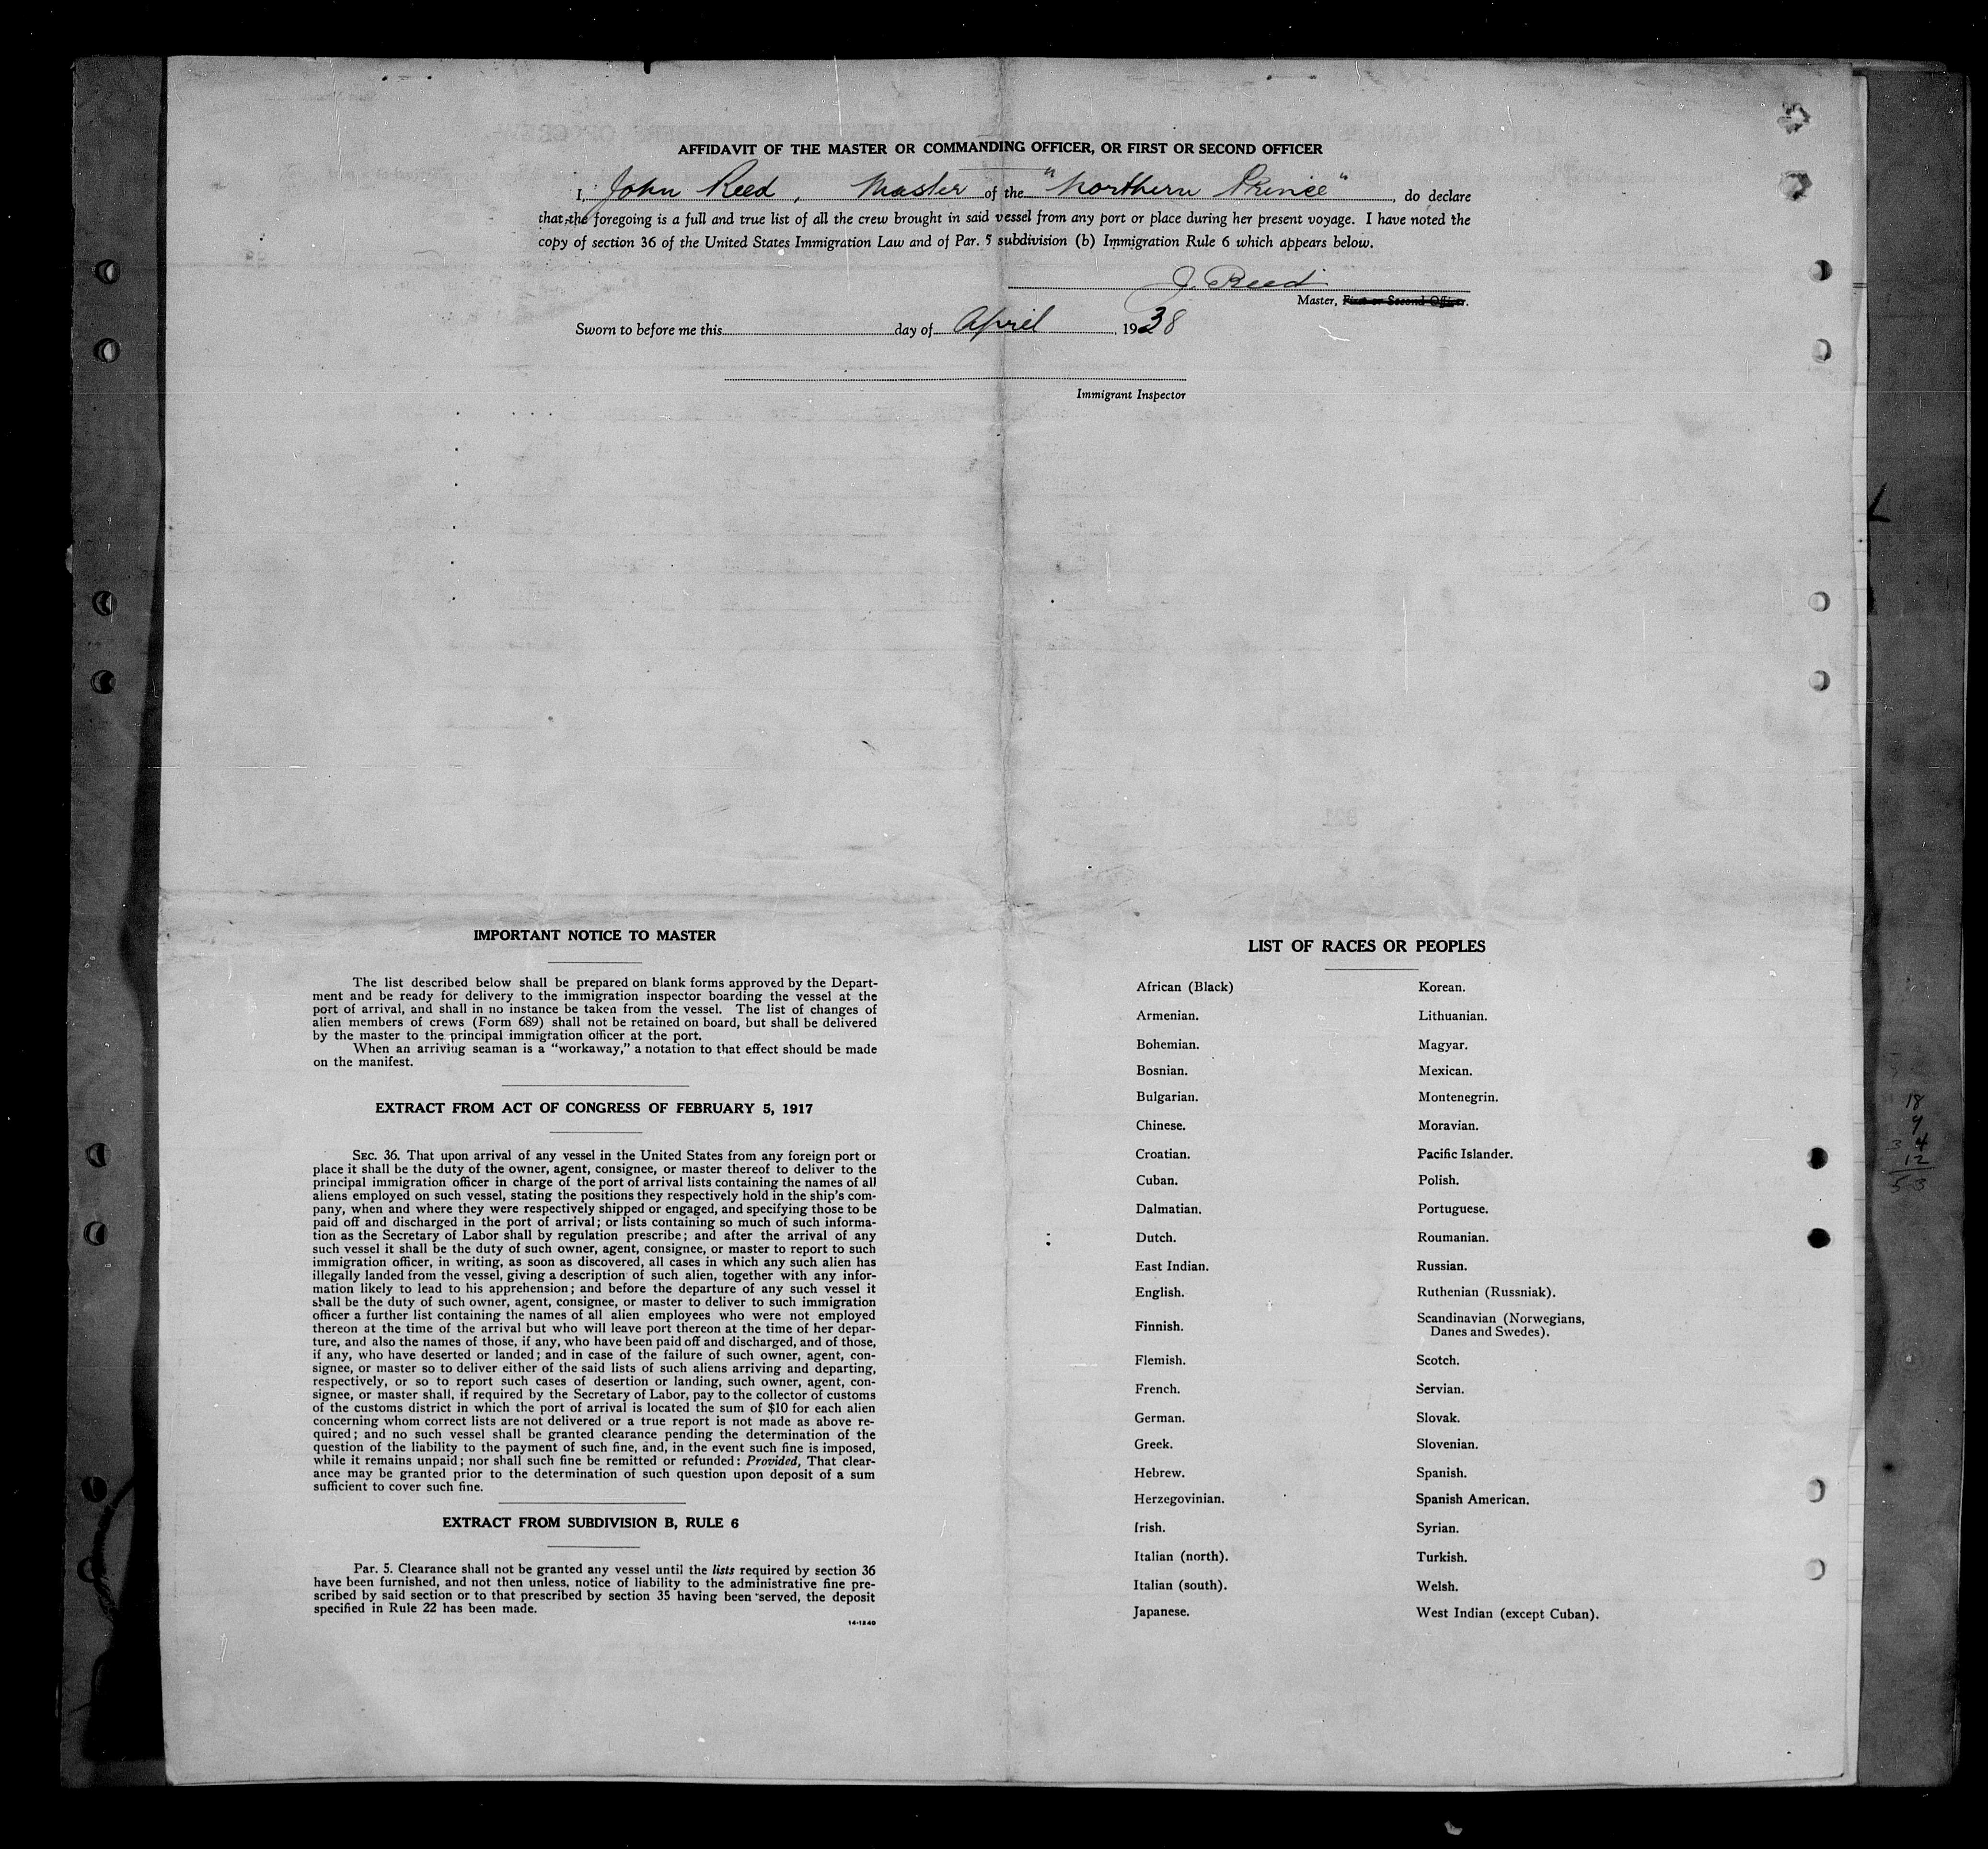 AFFIDAVIT OF THE MASTER OR COMMANDING OFFICER, OR FIRST OR SECOND OFFICER
I, John Reed, Master of the "Northern Prince", do declare
that the foregoing is a full and true list of all the crew brought in said vessel from any port or place during her present voyage. I have noted the
copy of section 36 of the United States Immigration Law and of Par. 5 subdivision (b) Immigration Rule 6 which appears below.
J. Reed
Master, First or Second Officer.
Sworn to before me this day of April, 1938
Immigrant Inspector
IMPORTANT NOTICE TO MASTER
The list described below shall be prepared on blank forms approved by the Depart-
ment and be ready for delivery to the immigration inspector boarding the vessel at the
port of arrival, and shall in no instance be taken from the vessel. The list of changes of
alien members of crews (Form 689) shall not be retained on board, but shall be delivered
by the master to the principal immigration officer at the port.
When an arriving seaman is a "workaway," a notation to that effect should be made
on the manifest.
EXTRACT FROM ACT OF CONGRESS OF FEBRUARY 5, 1917
SEC. 36. That upon arrival of any vessel in the United States from any foreign port or
place it shall be the duty of the owner, agent, consignee, or master thereof to deliver to the
principal immigration officer in charge of the port of arrival lists containing the names of all
aliens employed on such vessel, stating the positions they respectively hold in the ship's com-
pany, when and where they were respectively shipped or engaged, and specifying those to be
paid off and discharged in the port of arrival; or lists containing so much of such informa-
tion as the Secretary of Labor shall by regulation prescribe; and after the arrival of any
such vessel it shall be the duty of such owner, agent, consignee, or master to report to such
immigration officer, in writing, as soon as discovered, all cases in which any such alien has
illegally landed from the vessel, giving a description of such alien, together with any infor-
mation likely to lead to his apprehension; and before the departure of any such vessel it
shall be the duty of such owner, agent, consignee, or master to deliver to such immigration
officer a further list containing the names of all alien employees who were not employed
thereon at the time of the arrival but who will leave port thereon at the time of her depar-
ture, and also the names of those, if any, who have been paid off and discharged, and of those,
if any, who have deserted or landed; and in case of the failure of such owner, agent, con-
signee, or master so to deliver either of the said lists of such aliens arriving and departing,
respectively, or so to report such cases of desertion or landing, such owner, agent, con-
signee, or master shall, if required by the Secretary of Labor, pay to the collector of customs
of the customs district in which the port of arrival is located the sum of $10 for each alien
concerning whom correct lists are not delivered or a true report is not made as above re-
quired; and no such vessel shall be granted clearance pending the determination of the
question of the liability to the payment of such fine, and, in the event such fine is imposed,
while it remains unpaid; nor shall such fine be remitted or refunded: Provided, That clear-
ance may be granted prior to the determination of such question upon deposit of a sum
sufficient to cover such fine.
EXTRACT FROM SUBDIVISION B, RULE 6
Par. 5. Clearance shall not be granted any vessel until the lists required by section 36
have been furnished, and not then unless, notice of liability to the administrative fine pre-
scribed by said section or to that prescribed by section 35 having been served, the deposit
specified in Rule 22 has been made.
14-1240
LIST OF RACES OR PEOPLES
African (Black)
Armenian.
Bohemian.
Bosnian.
Bulgarian.
Chinese.
Croatian.
Cuban.
Dalmatian.
Dutch.
East Indian.
English.
Finnish.
Flemish.
French.
German.
Greek.
Hebrew.
Herzegovinian.
Irish.
Italian (north).
Italian (south).
Japanese.
Korean.
Lithuanian.
Magyar.
Mexican.
Montenegrin.
Moravian.
Pacific Islander.
Polish.
Portuguese.
Roumanian.
Russian.
Ruthenian (Russniak).
Scandinavian (Norwegians,
Danes and Swedes).
Scotch.
Servian.
Slovak.
Slovenian.
Spanish.
Spanish American.
Syrian.
Turkish.
Welsh.
West Indian (except Cuban).
18
9
3 4
12
53